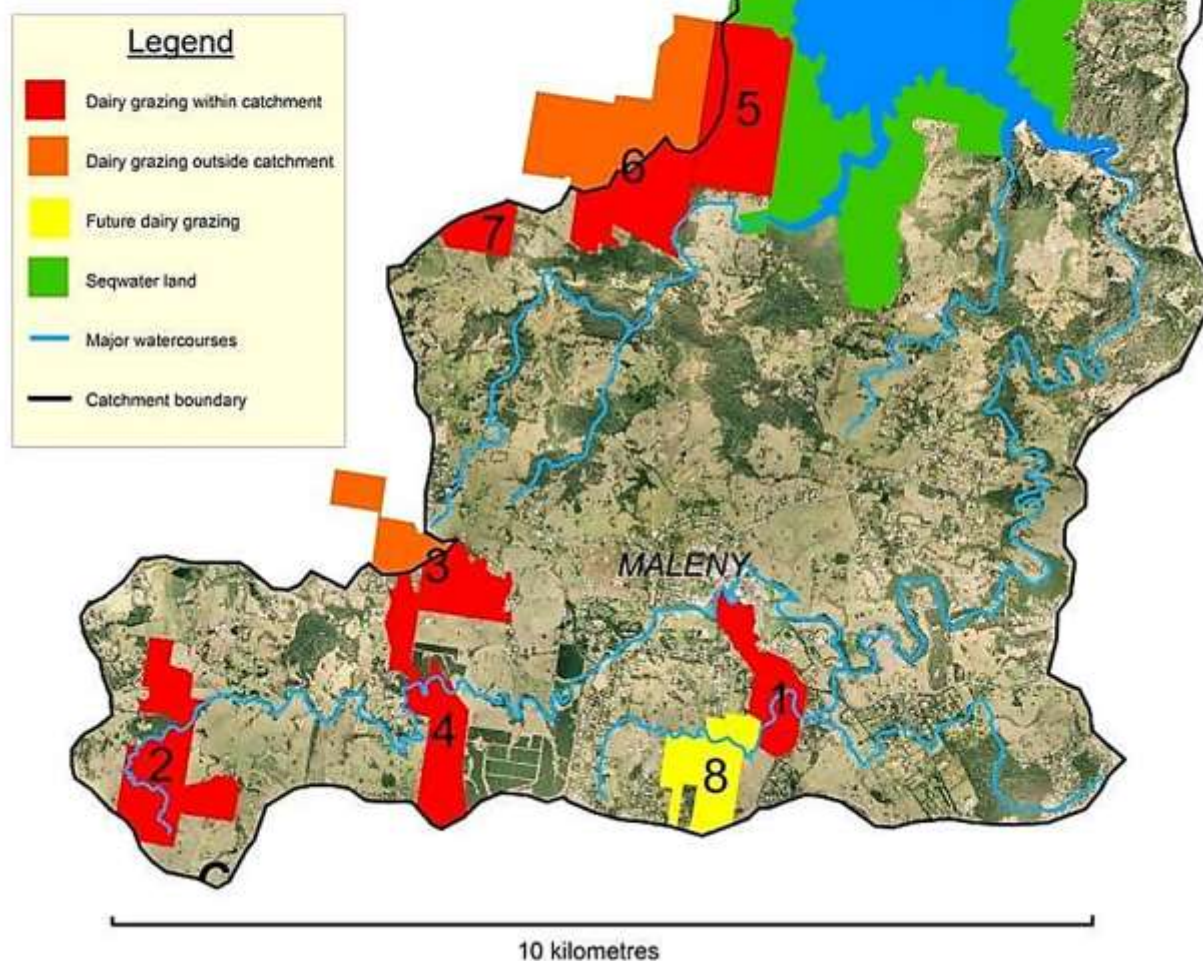 Legend
Dairy grazing within catchment
Dairy grazing outside catchment
Future dairy grazing
Seqwater land
Major watercourses
Catchment boundary
5
6
7
MALENY
3
1
4
2
8
10 kilometres